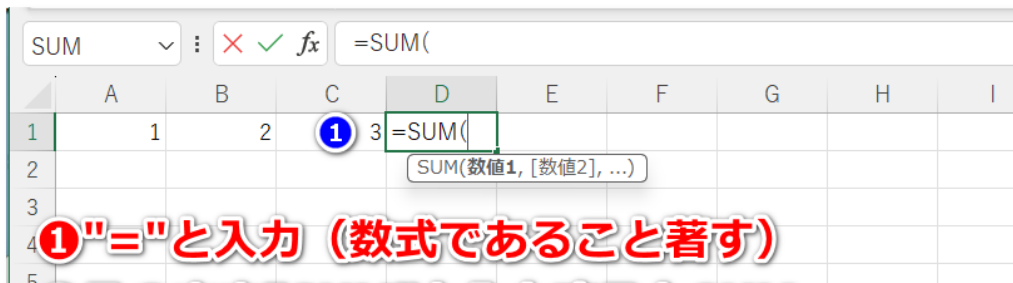 SUM fx =SUM(
A B C D E F G H I
1 1 2 ❶ 3 =SUM(
2 SUM(数値1, [数値2], ...)
3
4 ❶"="と入力（数式であること著す）
5